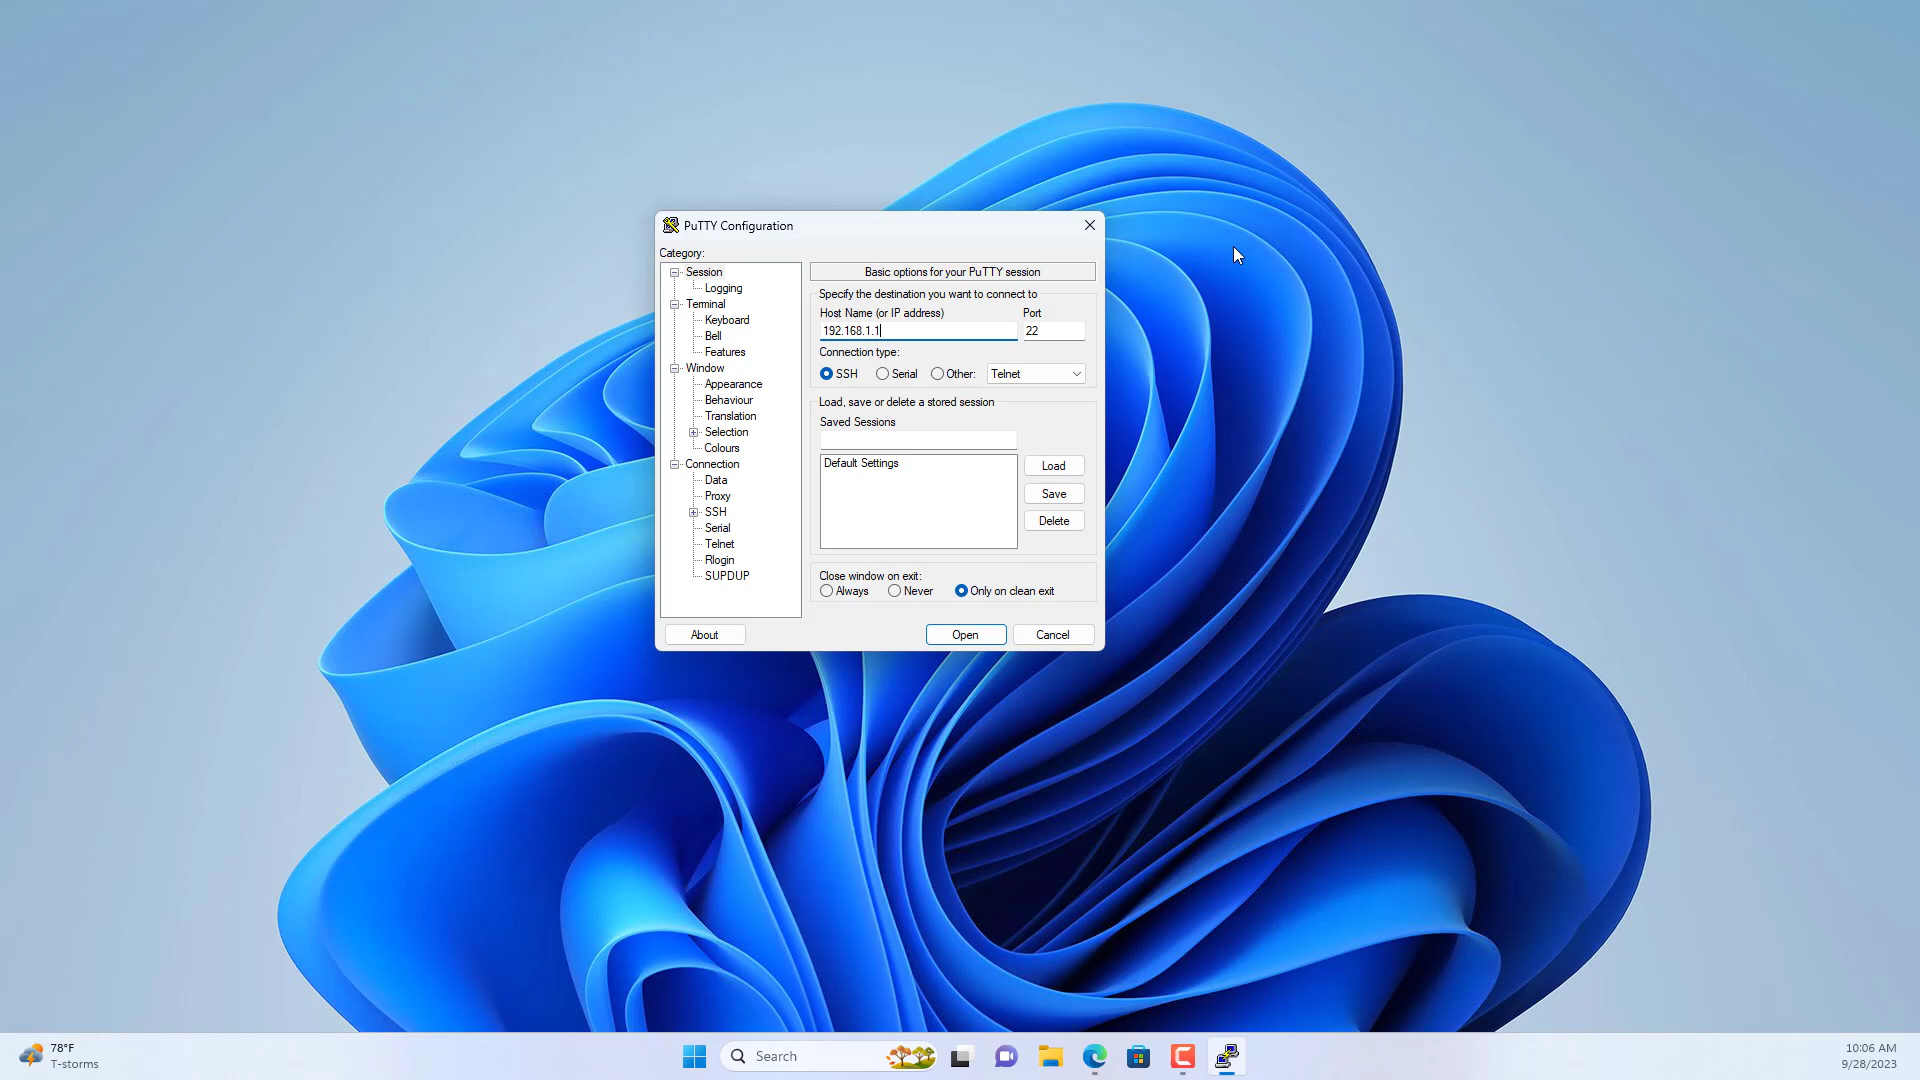 PuTTY Configuration
Category:
Session
Logging
Terminal
Keyboard
Bell
Features
Window
Appearance
Behaviour
Translation
Selection
Colours
Connection
Data
Proxy
SSH
Serial
Telnet
Rlogin
SUPDUP
Basic options for your PuTTY session
Specify the destination you want to connect to
Host Name (or IP address) Port
192.168.1.1 22
Connection type:
SSH Serial Other: Telnet
Load, save or delete a stored session
Saved Sessions
Default Settings
Load
Save
Delete
Close window on exit:
Always Never Only on clean exit
About Open Cancel
78°F
T-storms
Search
10:06 AM
9/28/2023